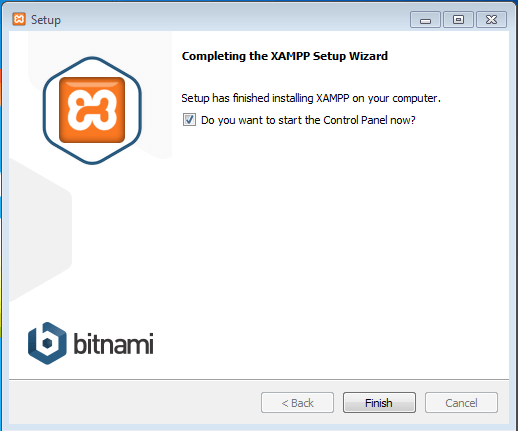 Setup
Completing the XAMPP Setup Wizard
Setup has finished installing XAMPP on your computer.
Do you want to start the Control Panel now?
bitnami
< Back
Finish
Cancel